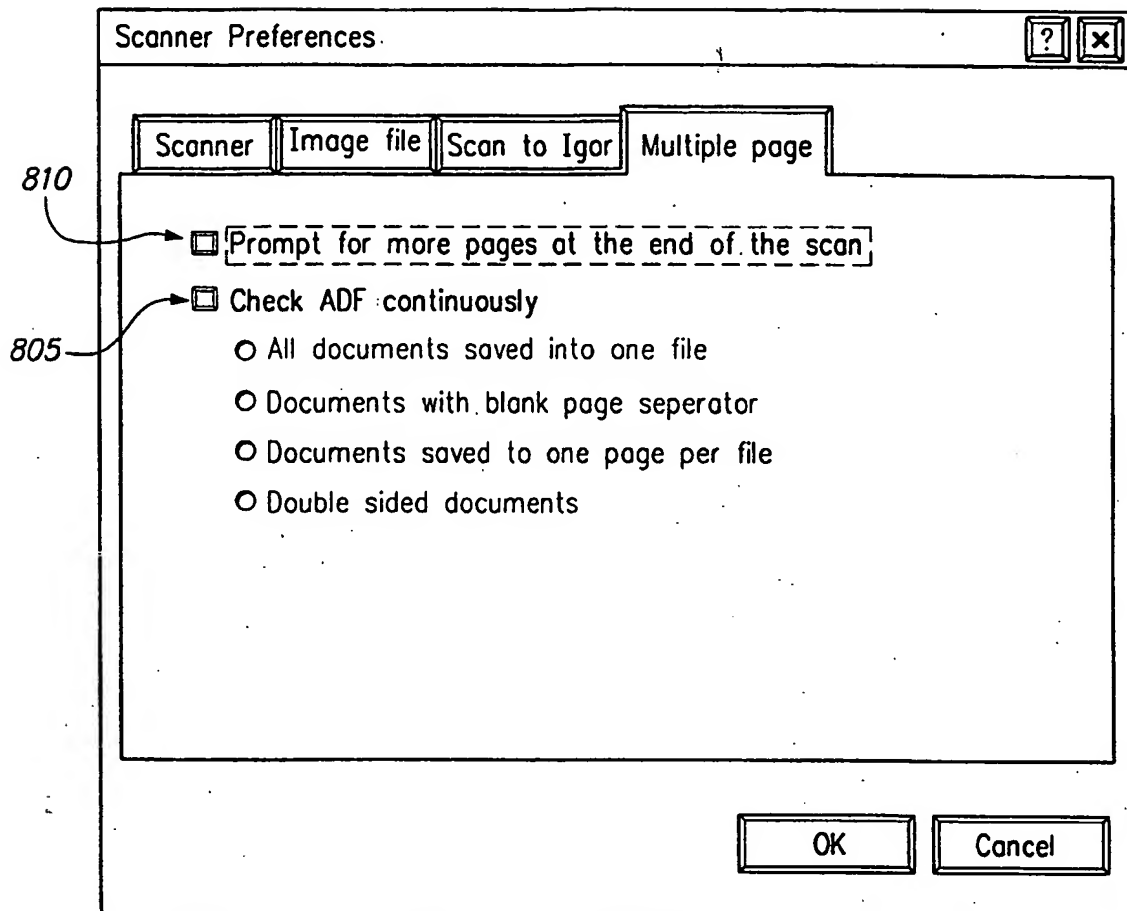 Scanner Preferences
?
Scanner
Image file
Scan to Igor
Multiple page
810
Prompt for more pages at the end of the scan
Check ADF continuously
805
All documents saved into one file
Documents with blank page seperator
Documents saved to one page per file
Double sided documents
OK
Cancel